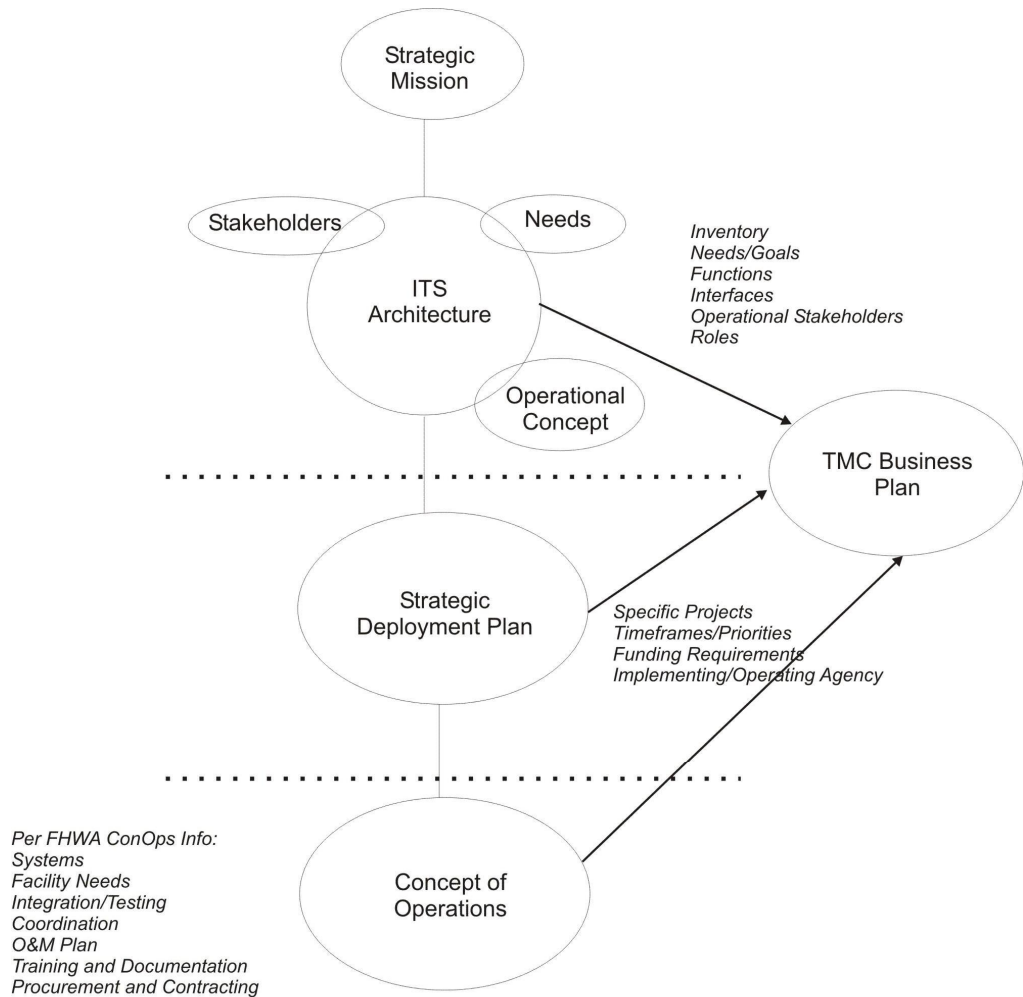 Strategic
Mission
Stakeholders
Needs
ITS
Architecture
Operational
Concept
Inventory
Needs/Goals
Functions
Interfaces
Operational Stakeholders
Roles
TMC Business
Plan
Strategic
Deployment Plan
Specific Projects
Timeframes/Priorities
Funding Requirements
Implementing/Operating Agency
Concept of
Operations
Per FHWA ConOps Info:
Systems
Facility Needs
Integration/Testing
Coordination
O&M Plan
Training and Documentation
Procurement and Contracting